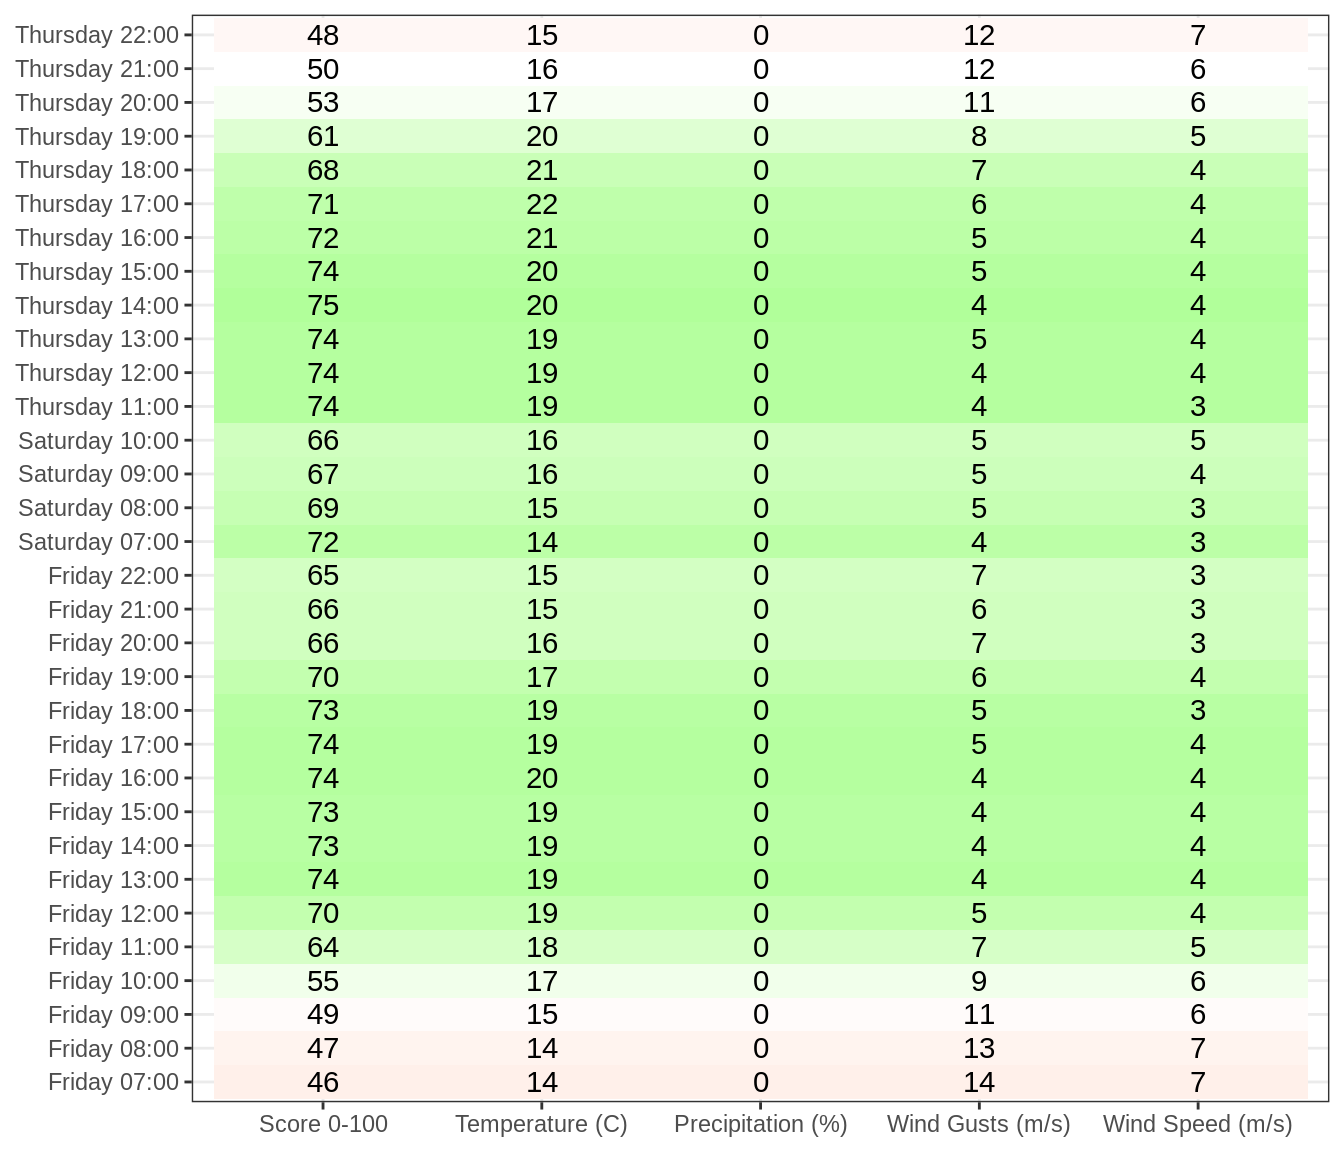 Thursday 22:00 48 15 0 12 7
Thursday 21:00 50 16 0 12 6
Thursday 20:00 53 17 0 11 6
Thursday 19:00 61 20 0 8 5
Thursday 18:00 68 21 0 7 4
Thursday 17:00 71 22 0 6 4
Thursday 16:00 72 21 0 5 4
Thursday 15:00 74 20 0 5 4
Thursday 14:00 75 20 0 4 4
Thursday 13:00 74 19 0 5 4
Thursday 12:00 74 19 0 4 4
Thursday 11:00 74 19 0 4 3
Saturday 10:00 66 16 0 5 5
Saturday 09:00 67 16 0 5 4
Saturday 08:00 69 15 0 5 3
Saturday 07:00 72 14 0 4 3
Friday 22:00 65 15 0 7 3
Friday 21:00 66 15 0 6 3
Friday 20:00 66 16 0 7 3
Friday 19:00 70 17 0 6 4
Friday 18:00 73 19 0 5 3
Friday 17:00 74 19 0 5 4
Friday 16:00 74 20 0 4 4
Friday 15:00 73 19 0 4 4
Friday 14:00 73 19 0 4 4
Friday 13:00 74 19 0 4 4
Friday 12:00 70 19 0 5 4
Friday 11:00 64 18 0 7 5
Friday 10:00 55 17 0 9 6
Friday 09:00 49 15 0 11 6
Friday 08:00 47 14 0 13 7
Friday 07:00 46 14 0 14 7
Score 0-100 Temperature (C) Precipitation (%) Wind Gusts (m/s) Wind Speed (m/s)